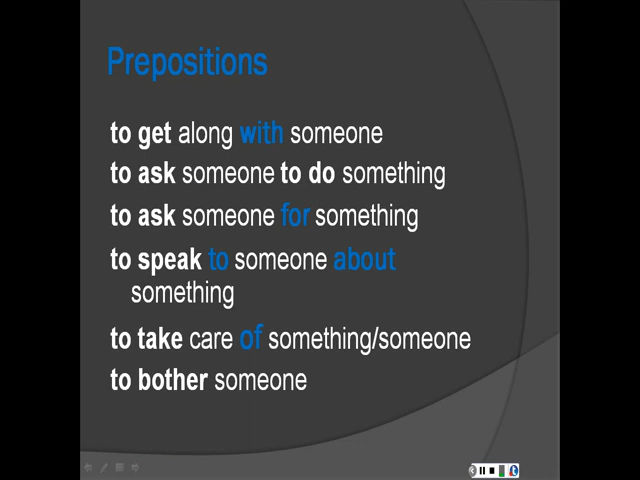 Prepositions
to get along with someone
to ask someone to do something
to ask someone for something
to speak to someone about
something
to take care of something/someone
to bother someone